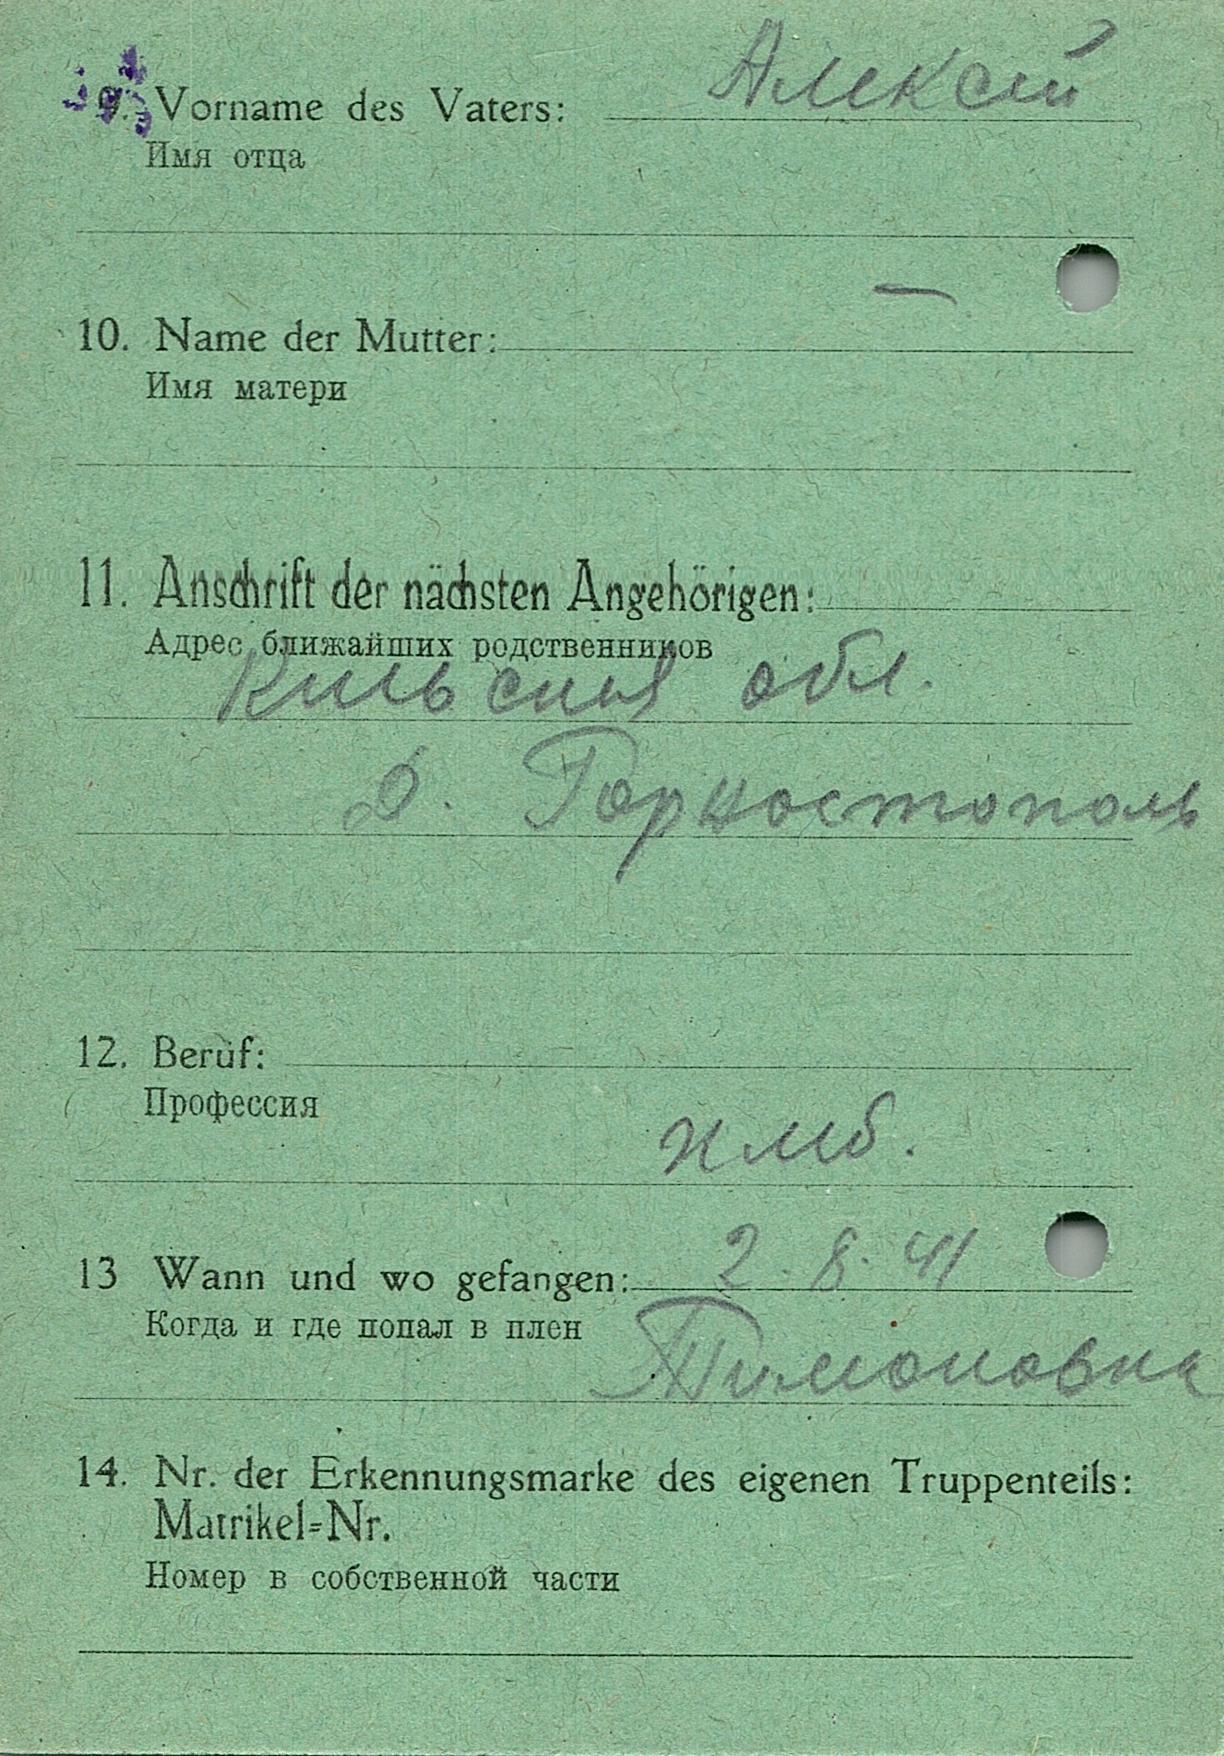 9. Vorname des Vaters: Алексей
Имя отца
—
10. Name der Mutter:
Имя матери
11. Anschrift der nächsten Angehörigen:
Адрес ближайших родственников
обл.
д. Горностополь
12. Beruf:
Профессия
13 Wann und wo gefangen: 2.8.41
Когда и где попал в плен
14. Nr. der Erkennungsmarke des eigenen Truppenteils:
Matrikel=Nr.
Номер в собственной части